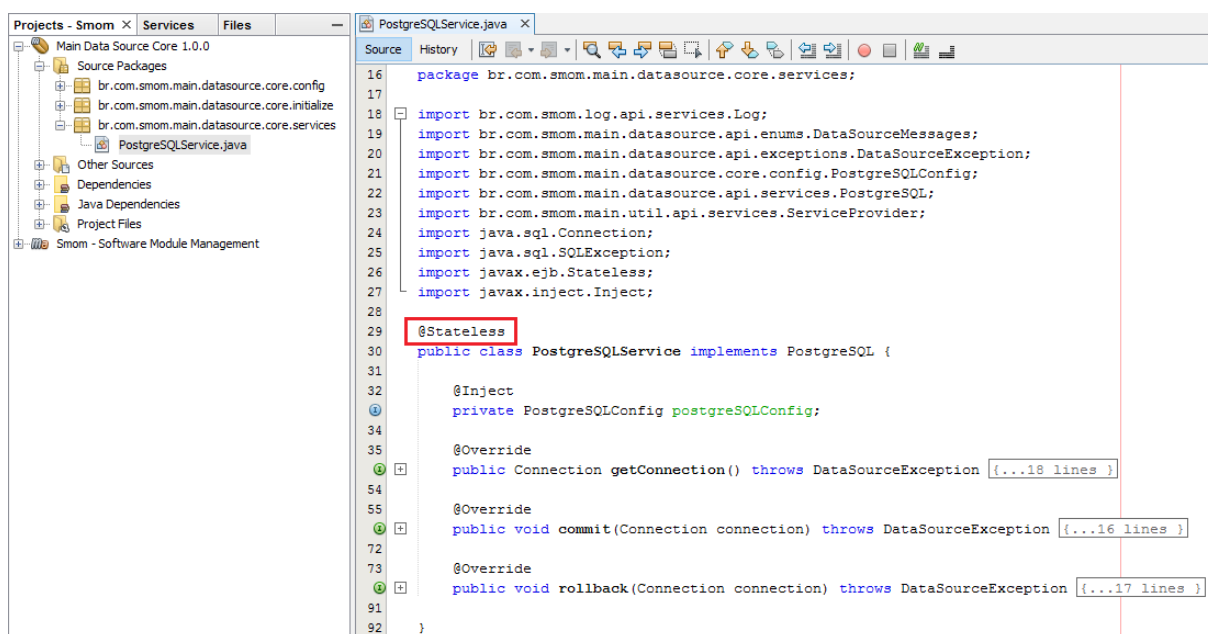 Projects - Smom × Services Files
Main Data Source Core 1.0.0
Source Packages
br.com.smom.main.datasource.core.config
br.com.smom.main.datasource.core.initialize
br.com.smom.main.datasource.core.services
PostgreSQLService.java
Other Sources
Dependencies
Java Dependencies
Project Files
Smom - Software Module Management
PostgreSQLService.java ×
Source History
16 package br.com.smom.main.datasource.core.services;
17
18 import br.com.smom.log.api.services.Log;
19 import br.com.smom.main.datasource.api.enums.DataSourceMessages;
20 import br.com.smom.main.datasource.api.exceptions.DataSourceException;
21 import br.com.smom.main.datasource.core.config.PostgreSQLConfig;
22 import br.com.smom.main.datasource.api.services.PostgreSQL;
23 import br.com.smom.main.util.api.services.ServiceProvider;
24 import java.sql.Connection;
25 import java.sql.SQLException;
26 import javax.ejb.Stateless;
27 import javax.inject.Inject;
28
29 @Stateless
30 public class PostgreSQLService implements PostgreSQL {
31
32 @Inject
private PostgreSQLConfig postgreSQLConfig;
34
35 @Override
public Connection getConnection() throws DataSourceException {...18 lines }
54
55 @Override
public void commit(Connection connection) throws DataSourceException {...16 lines }
72
73 @Override
public void rollback(Connection connection) throws DataSourceException {...17 lines }
91
92 }